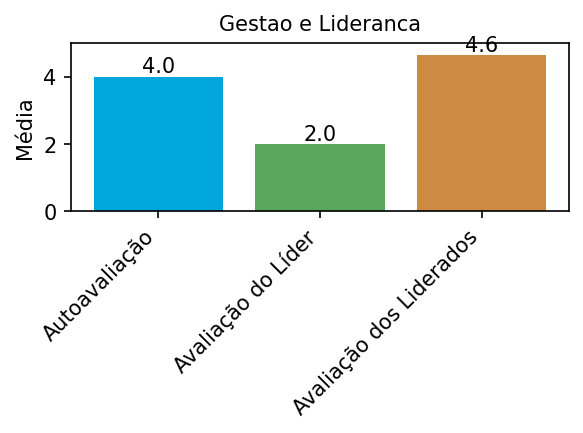 Gestao e Lideranca
Média
4
2
0
4.0
2.0
4.6
Autoavaliação
Avaliação do Líder
Avaliação dos Liderados